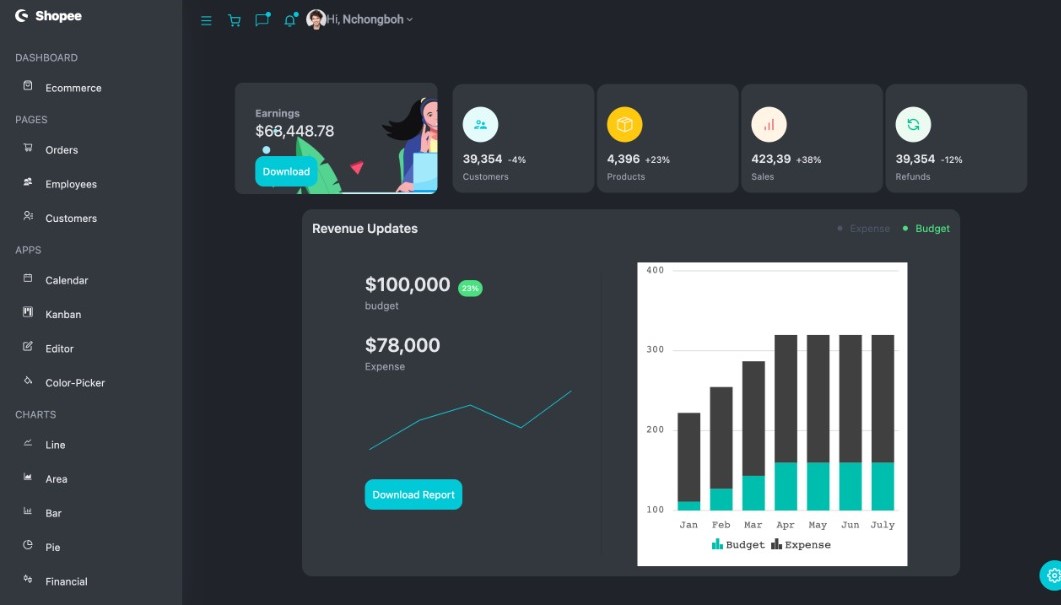 Shopee
Hi, Nchongboh
DASHBOARD
Ecommerce
PAGES
Orders
Employees
Customers
APPS
Calendar
Kanban
Editor
Color-Picker
CHARTS
Line
Area
Bar
Pie
Financial
Earnings
$63,448.78
Download
39,354 -4%
Customers
4,396 +23%
Products
423,39 +38%
Sales
39,354 -12%
Refunds
Revenue Updates
Expense
Budget
$100,000 23%
budget
$78,000
Expense
Download Report
400
300
200
100
Jan Feb Mar Apr May Jun July
Budget Expense